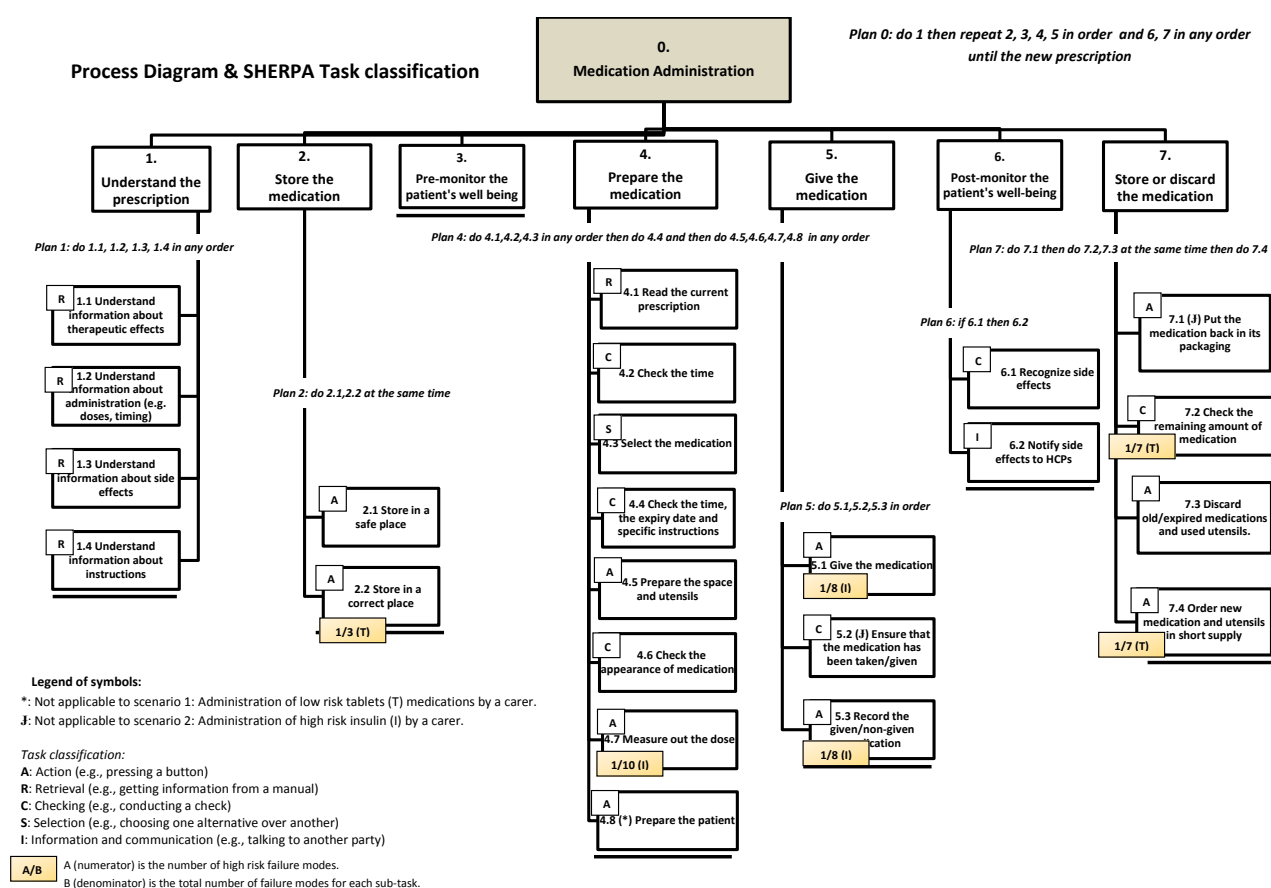 Process Diagram & SHERPA Task classification
0.
Medication Administration
Plan 0: do 1 then repeat 2, 3, 4, 5 in order and 6, 7 in any order
until the new prescription
1.
Understand the
prescription
2.
Store the
medication
3.
Pre-monitor the
patient's well being
4.
Prepare the
medication
5.
Give the
medication
6.
Post-monitor the
patient's well-being
7.
Store or discard
the medication
Plan 1: do 1.1, 1.2, 1.3, 1.4 in any order
R
1.1 Understand
information about
therapeutic effects
R
1.2 Understand
information about
administration (e.g.
doses, timing)
R
1.3 Understand
information about side
effects
R
1.4 Understand
information about
instructions
Plan 2: do 2.1,2.2 at the same time
A
2.1 Store in a
safe place
A
2.2 Store in a
correct place
1/3 (T)
Plan 4: do 4.1,4.2,4.3 in any order then do 4.4 and then do 4.5,4.6,4.7,4.8 in any order
R
4.1 Read the current
prescription
C
4.2 Check the time
S
4.3 Select the medication
C
4.4 Check the time,
the expiry date and
specific instructions
A
4.5 Prepare the space
and utensils
C
4.6 Check the
appearance of medication
A
4.7 Measure out the dose
1/10 (I)
A
4.8 (*) Prepare the patient
Plan 5: do 5.1,5.2,5.3 in order
A
5.1 Give the medication
1/8 (I)
C
5.2 (Ɉ) Ensure that
the medication has
been taken/given
A
5.3 Record the
given/non-given
1/8 (I)
Plan 6: if 6.1 then 6.2
C
6.1 Recognize side
effects
I
6.2 Notify side
effects to HCPs
Plan 7: do 7.1 then do 7.2,7.3 at the same time then do 7.4
A
7.1 (Ɉ) Put the
medication back in its
packaging
C
7.2 Check the
remaining amount of
medication
1/7 (T)
A
7.3 Discard
old/expired medications
and used utensils.
A
7.4 Order new
medication and utensils
in short supply
1/7 (T)
Legend of symbols:
*: Not applicable to scenario 1: Administration of low risk tablets (T) medications by a carer.
Ɉ: Not applicable to scenario 2: Administration of high risk insulin (I) by a carer.
Task classification:
A: Action (e.g., pressing a button)
R: Retrieval (e.g., getting information from a manual)
C: Checking (e.g., conducting a check)
S: Selection (e.g., choosing one alternative over another)
I: Information and communication (e.g., talking to another party)
A/B
A (numerator) is the number of high risk failure modes.
B (denominator) is the total number of failure modes for each sub-task.